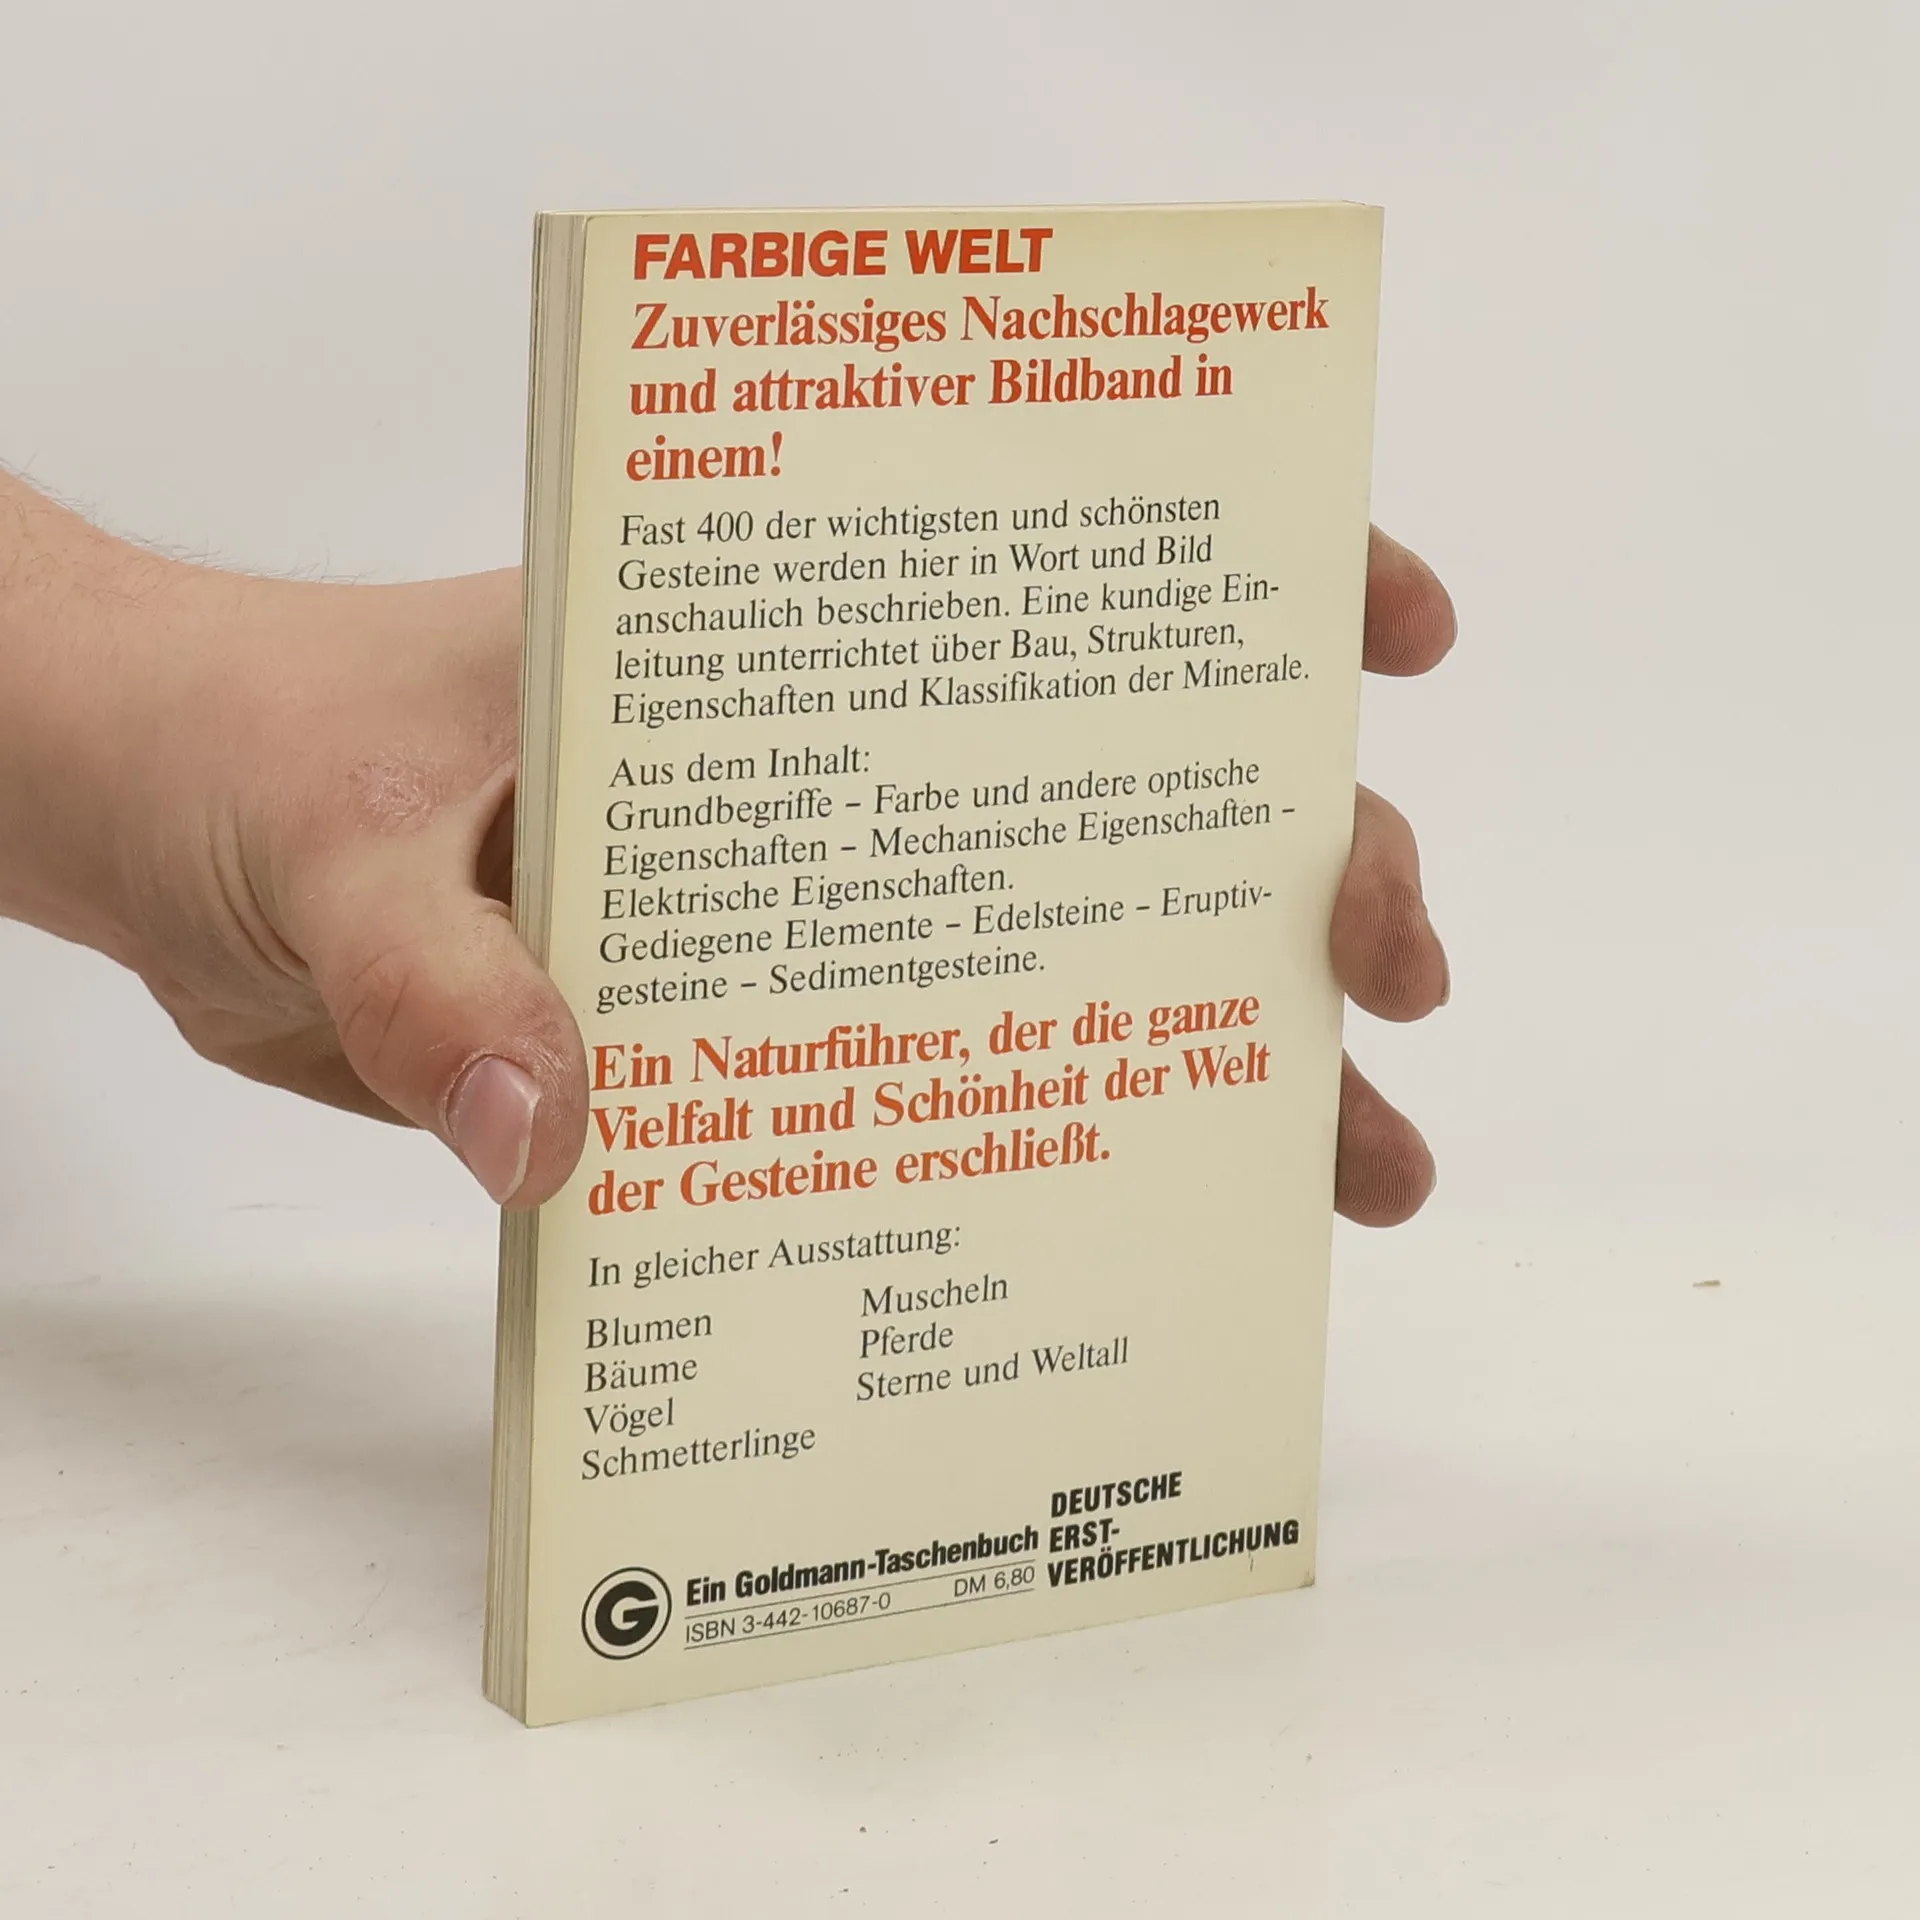 FARBIGE WELT
Zuverlässiges Nachschlagewerk
und attraktiver Bildband in
einem!
Fast 400 der wichtigsten und schönsten
Gesteine werden hier in Wort und Bild
anschaulich beschrieben. Eine kundige Ein-
leitung unterrichtet über Bau, Strukturen,
Eigenschaften und Klassifikation der Minerale.
Aus dem Inhalt:
Grundbegriffe – Farbe und andere optische
Eigenschaften – Mechanische Eigenschaften –
Elektrische Eigenschaften.
Gediegene Elemente – Edelsteine – Eruptiv-
gesteine – Sedimentgesteine.
Ein Naturführer, der die ganze
Vielfalt und Schönheit der Welt
der Gesteine erschließt.
In gleicher Ausstattung:
Blumen
Bäume
Vögel
Schmetterlinge
Muscheln
Pferde
Sterne und Weltall
G
Ein Goldmann-Taschenbuch
ISBN 3-442-10687-0 DM 6,80
DEUTSCHE
ERST-
VERÖFFENTLICHUNG